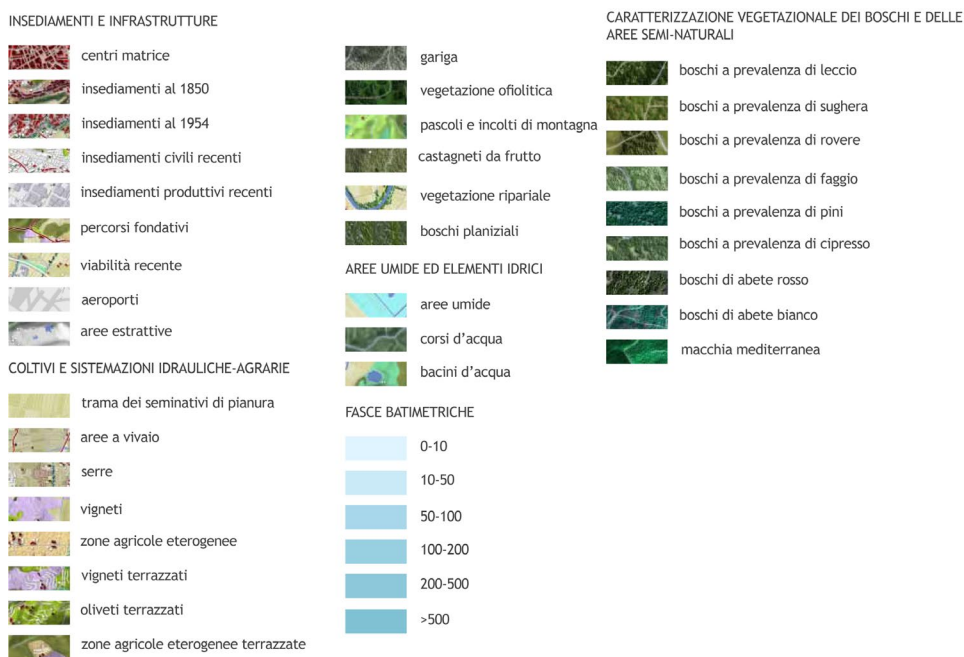 INSEDIAMENTI E INFRASTRUTTURE
centri matrice
insediamenti al 1850
insediamenti al 1954
insediamenti civili recenti
insediamenti produttivi recenti
percorsi fondativi
viabilità recente
aeroporti
aree estrattive
COLTIVI E SISTEMAZIONI IDRAULICHE-AGRARIE
trama dei seminativi di pianura
aree a vivaio
serre
vigneti
zone agricole eterogenee
vigneti terrazzati
oliveti terrazzati
zone agricole eterogenee terrazzate
gariga
vegetazione ofiolitica
pascoli e incolti di montagna
castagneti da frutto
vegetazione ripariale
boschi planiziali
AREE UMIDE ED ELEMENTI IDRICI
aree umide
corsi d'acqua
bacini d'acqua
FASCE BATIMETRICHE
0-10
10-50
50-100
100-200
200-500
>500
CARATTERIZZAZIONE VEGETAZIONALE DEI BOSCHI E DELLE
AREE SEMI-NATURALI
boschi a prevalenza di leccio
boschi a prevalenza di sughera
boschi a prevalenza di rovere
boschi a prevalenza di faggio
boschi a prevalenza di pini
boschi a prevalenza di cipresso
boschi di abete rosso
boschi di abete bianco
macchia mediterranea